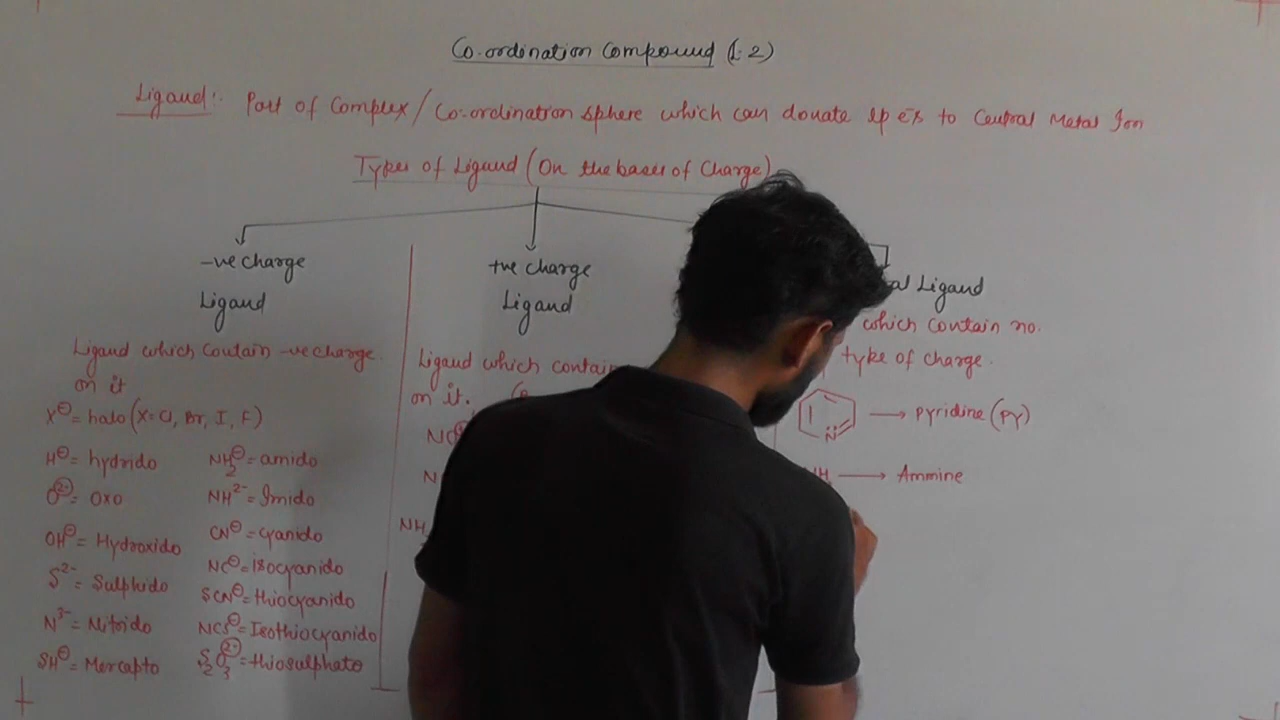 Co-ordination Compound (L.2)
Ligand:- Part of Complex/Co-ordination sphere which can donate lp e⁻s to Central Metal Ion
Types of Ligand (On the bases of Charge)
-ve charge
Ligand
Ligand which contain -ve charge
on it
X⊖ = halo (X= Cl, Br, I, F)
H⊖ = hydrido
O²⁻ = Oxo
OH⊖ = Hydroxido
S²⁻ = Sulphido
N³⁻ = Nitrido
SH⊖ = Mercapto
NH₂⊖ = amido
NH²⁻ = Imido
CN⊖ = cyanido
NC⊖ = isocyanido
SCN⊖ = thiocyanido
NCS⊖ = Isothiocyanido
S₂O₃²⁻ = thiosulphato
+ve charge
Ligand
Ligand which contain
on it.
N
NH
Ligand
which contain no.
type of charge.
N → pyridine (Py)
NH → Ammine